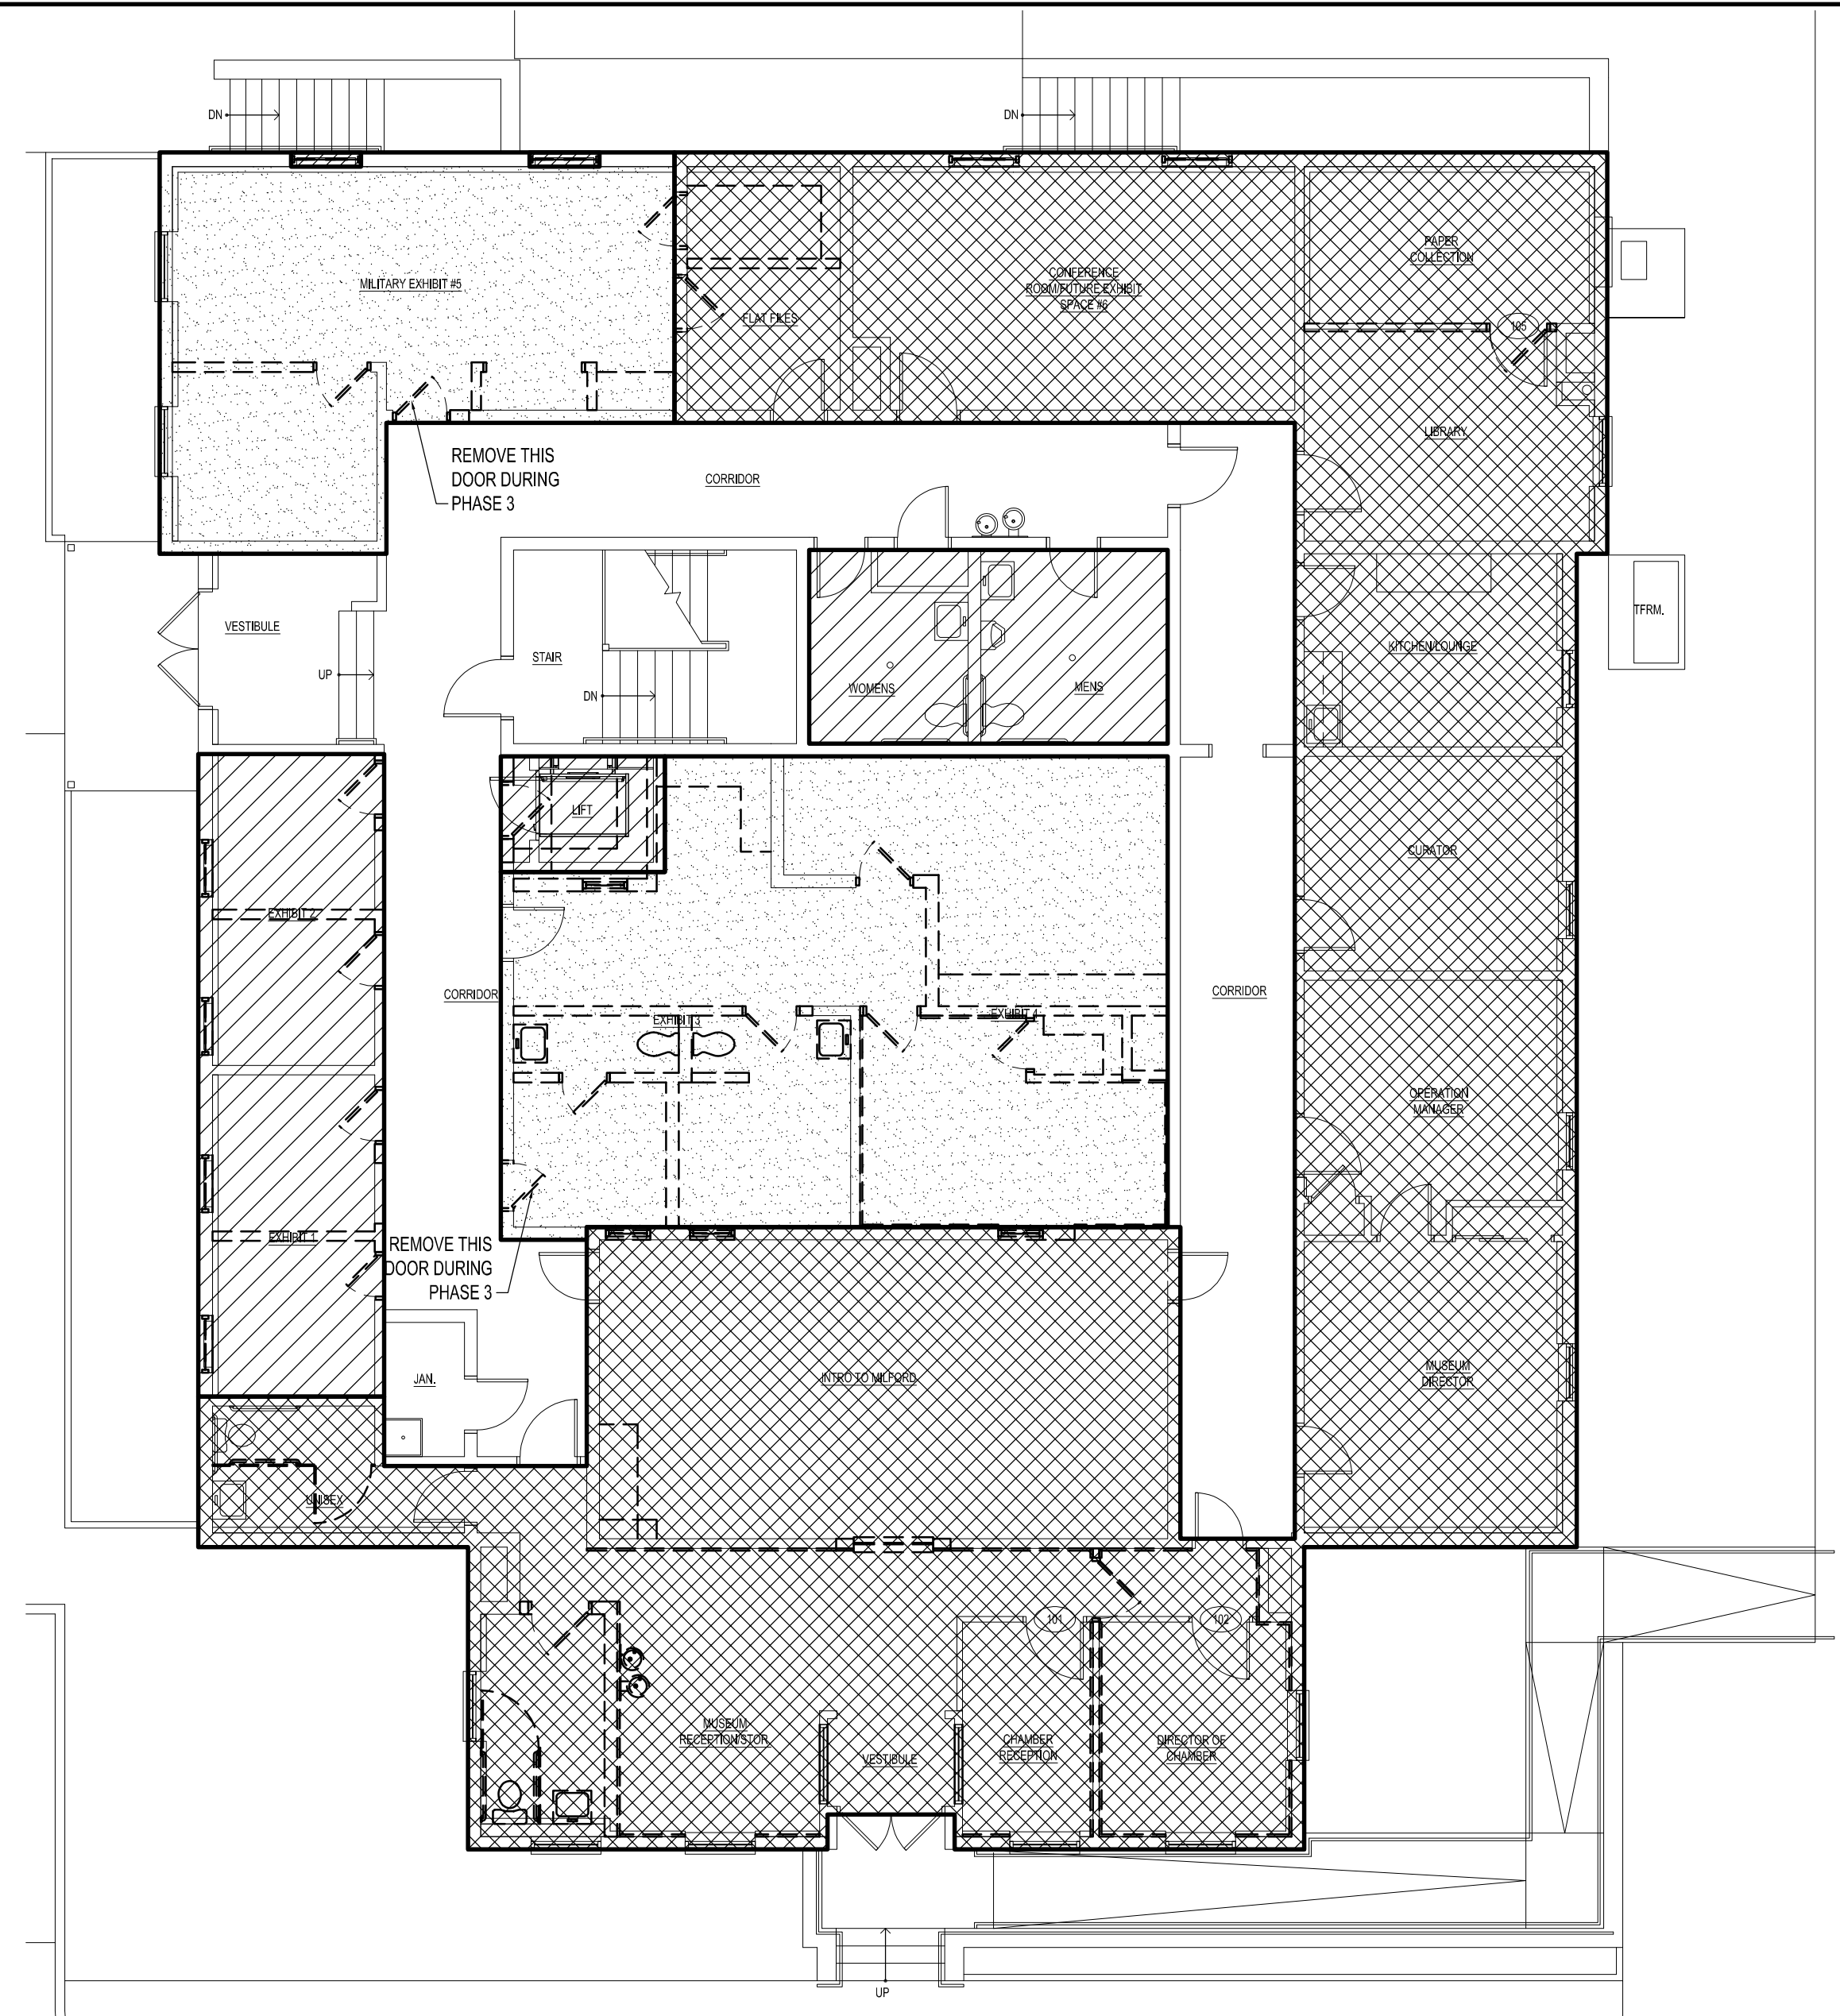 DN
DN
MILITARY EXHIBIT #5
PAPER
COLLECTION
CONFERENCE
ROOM/FUTURE EXHIBIT
SPACE #6
FLAT FILES
105
LIBRARY
REMOVE THIS
DOOR DURING
PHASE 3
CORRIDOR
TFRM.
VESTIBULE
KITCHEN/LOUNGE
STAIR
UP
WOMENS
MENS
DN
LIFT
CURATOR
EXHIBIT 2
CORRIDOR
CORRIDOR
EXHIBIT 3
EXHIBIT 4
OPERATION
MANAGER
EXHIBIT 1
REMOVE THIS
DOOR DURING
PHASE 3
MUSEUM
DIRECTOR
JAN.
INTRO TO MILFORD
UNISEX
101
102
MUSEUM
RECEPTION/STOR
VESTIBULE
CHAMBER
RECEPTION
DIRECTOR OF
CHAMBER
UP